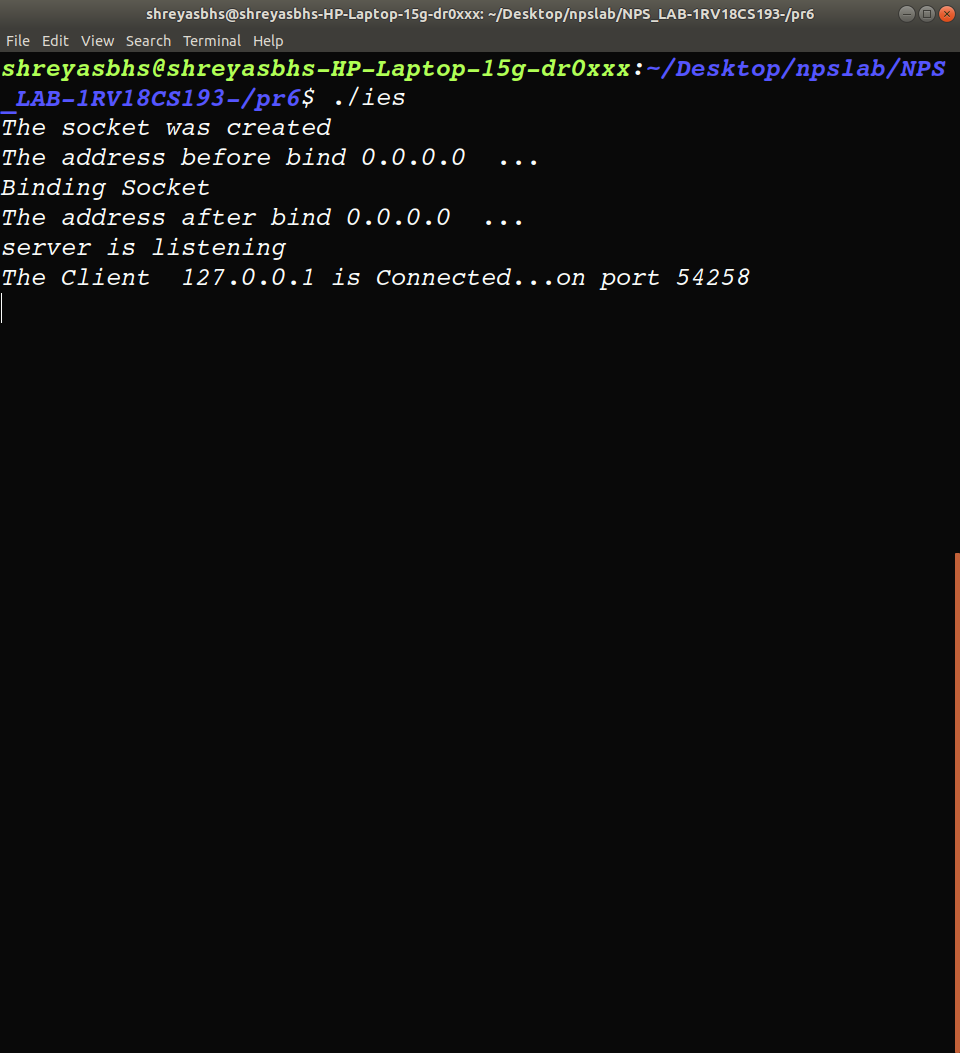 shreyasbhs@shreyasbhs-HP-Laptop-15g-dr0xxx: ~/Desktop/npslab/NPS_LAB-1RV18CS193-/pr6
File Edit View Search Terminal Help
shreyasbhs@shreyasbhs-HP-Laptop-15g-dr0xxx:~/Desktop/npslab/NPS
_LAB-1RV18CS193-/pr6$ ./ies
The socket was created
The address before bind 0.0.0.0  ...
Binding Socket
The address after bind 0.0.0.0  ...
server is listening
The Client  127.0.0.1 is Connected...on port 54258